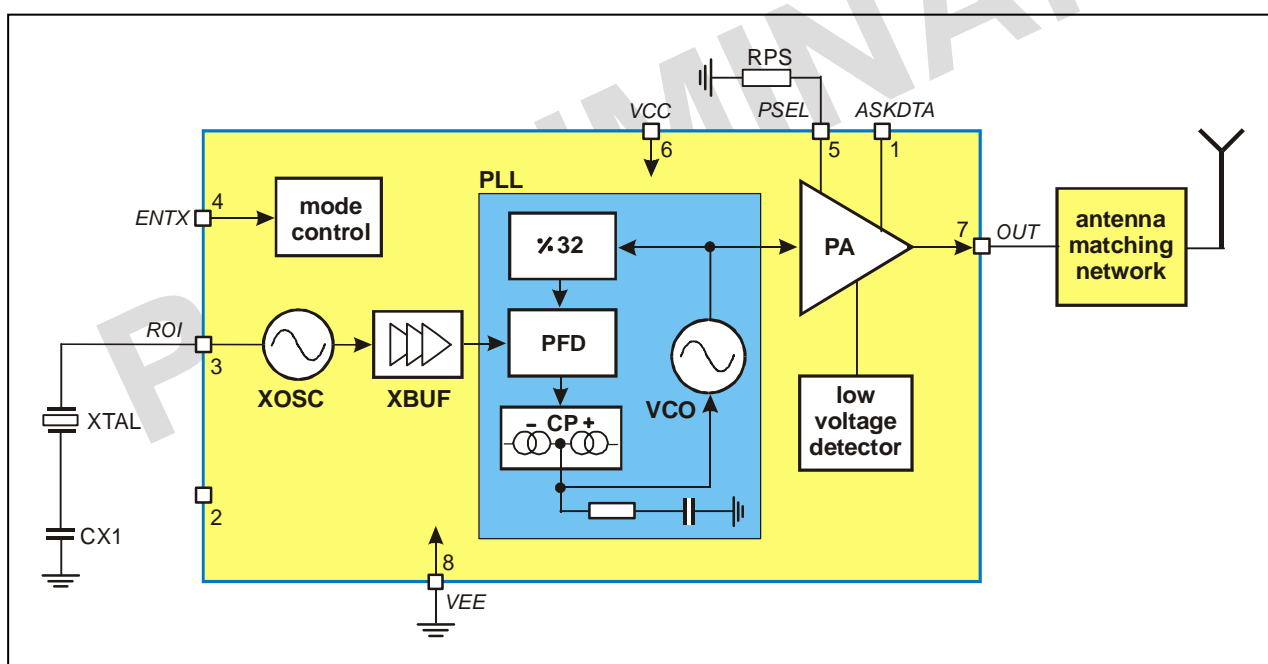 PRELIMINARY
RPS
VCC
PSEL
ASKDTA
6
5
1
PLL
ENTX
4
mode
control
÷32
PA
7
OUT
antenna
matching
network
ROI
3
XOSC
XBUF
PFD
VCO
low
voltage
detector
XTAL
- CP +
2
CX1
8
VEE